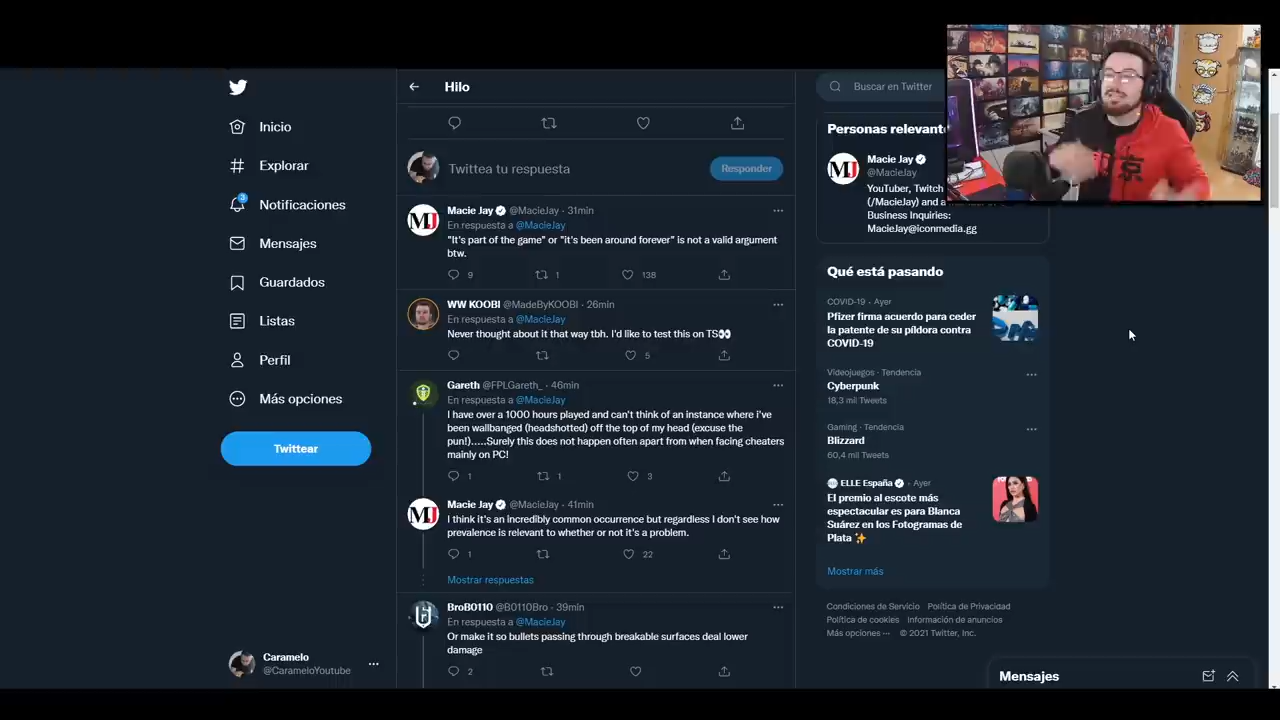 Hilo
Inicio
Explorar
3
Notificaciones
Mensajes
Guardados
Listas
Perfil
Más opciones
Twittear
Caramelo
@CarameloYoutube
Twittea tu respuesta
Responder
MJ
Macie Jay @MacieJay · 31min
En respuesta a @MacieJay
"It's part of the game" or "it's been around forever" is not a valid argument
btw.
9 1 138
WW KOOBI @MadeByKOOBI · 26min
En respuesta a @MacieJay
Never thought about it that way tbh. I'd like to test this on TS👀
5
Gareth @FPLGareth_ · 46min
En respuesta a @MacieJay
I have over a 1000 hours played and can't think of an instance where i've
been wallbanged (headshotted) off the top of my head (excuse the
pun!).....Surely this does not happen often apart from when facing cheaters
mainly on PC!
1 1 3
MJ
Macie Jay @MacieJay · 41min
I think it's an incredibly common occurrence but regardless I don't see how
prevalence is relevant to whether or not it's a problem.
1 22
Mostrar respuestas
BroB0110 @B0110Bro · 39min
En respuesta a @MacieJay
Or make it so bullets passing through breakable surfaces deal lower
damage
2
Buscar en Twitter
Personas relevant
MJ
Macie Jay
@MacieJay
YouTuber, Twitch
(/MacieJay) and a
Business Inquiries:
MacieJay@iconmedia.gg
京
Qué está pasando
COVID-19 · Ayer
Pfizer firma acuerdo para ceder
la patente de su píldora contra
COVID-19
Videojuegos · Tendencia
Cyberpunk
18,3 mil Tweets
Gaming · Tendencia
Blizzard
60,4 mil Tweets
ELLE España · Ayer
El premio al escote más
espectacular es para Blanca
Suárez en los Fotogramas de
Plata ✨
Mostrar más
Condiciones de Servicio Política de Privacidad
Política de cookies Información de anuncios
Más opciones ··· © 2021 Twitter, Inc.
Mensajes